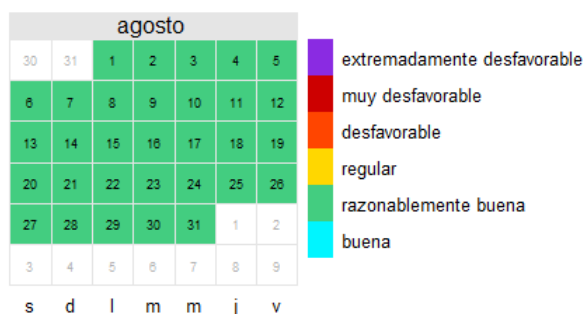 agosto
30 31 1 2 3 4 5
6 7 8 9 10 11 12
13 14 15 16 17 18 19
20 21 22 23 24 25 26
27 28 29 30 31 1 2
3 4 5 6 7 8 9
s d l m m j v
extremadamente desfavorable
muy desfavorable
desfavorable
regular
razonablemente buena
buena